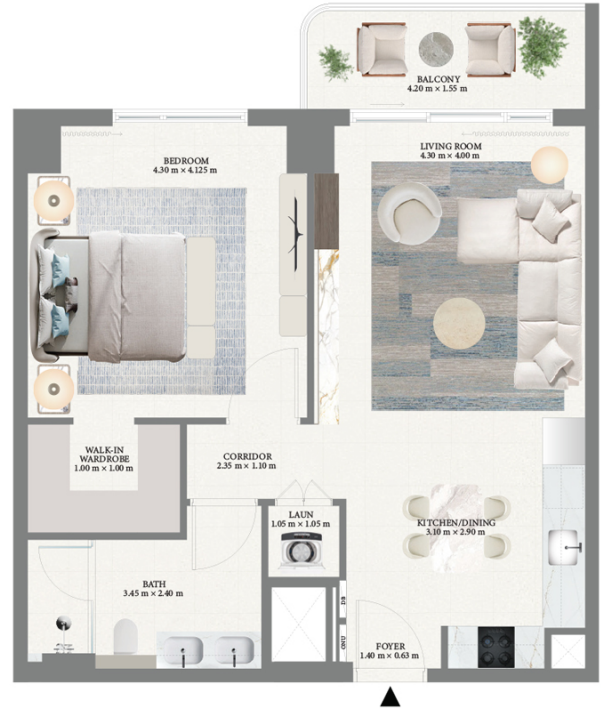 BALCONY
4.20 m × 1.55 m
LIVING ROOM
4.30 m × 4.00 m
BEDROOM
4.30 m × 4.125 m
WALK-IN
WARDROBE
1.00 m × 1.00 m
CORRIDOR
2.35 m × 1.10 m
LAUN
1.05 m × 1.05 m
KITCHEN/DINING
3.10 m × 2.90 m
BATH
3.45 m × 2.40 m
DB
CHU
FOYER
1.40 m × 0.63 m